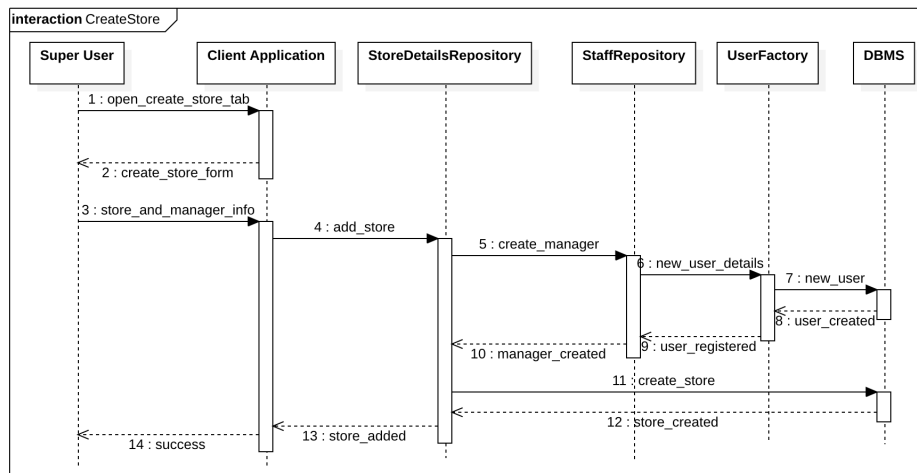 interaction CreateStore
Super User
Client Application
StoreDetailsRepository
StaffRepository
UserFactory
DBMS
1 : open_create_store_tab
2 : create_store_form
3 : store_and_manager_info
4 : add_store
5 : create_manager
6 : new_user_details
7 : new_user
8 : user_created
9 : user_registered
10 : manager_created
11 : create_store
12 : store_created
13 : store_added
14 : success